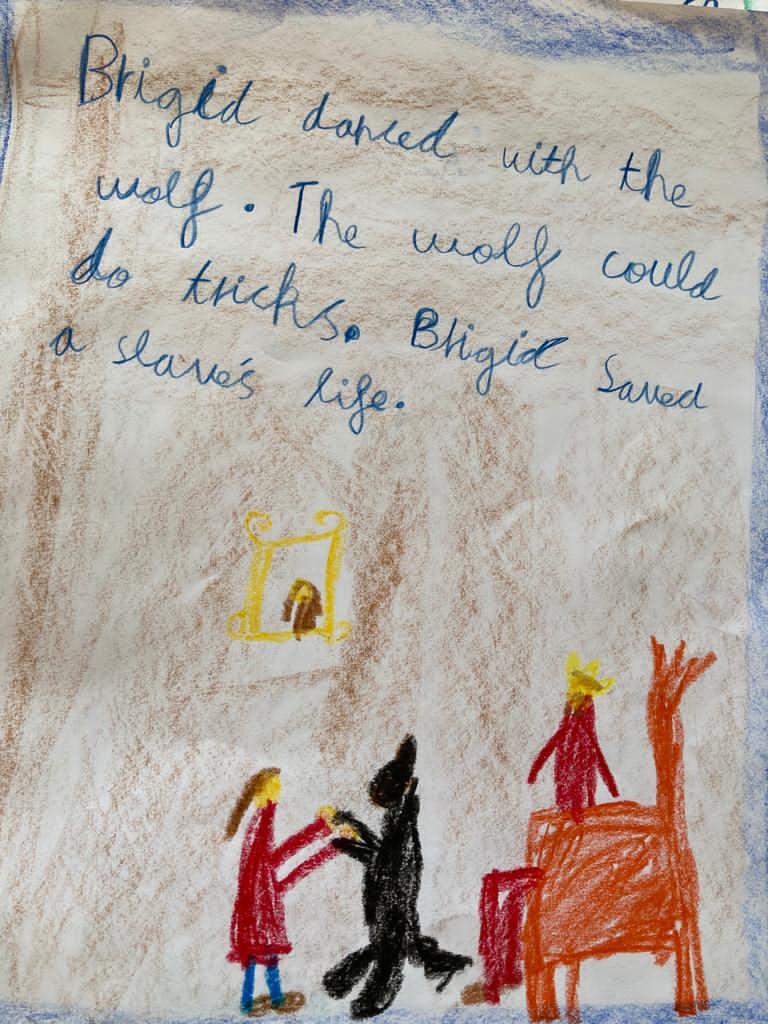 Brigid danced with the
wolf. The wolf could
do tricks. Brigid saved
a slave's life.